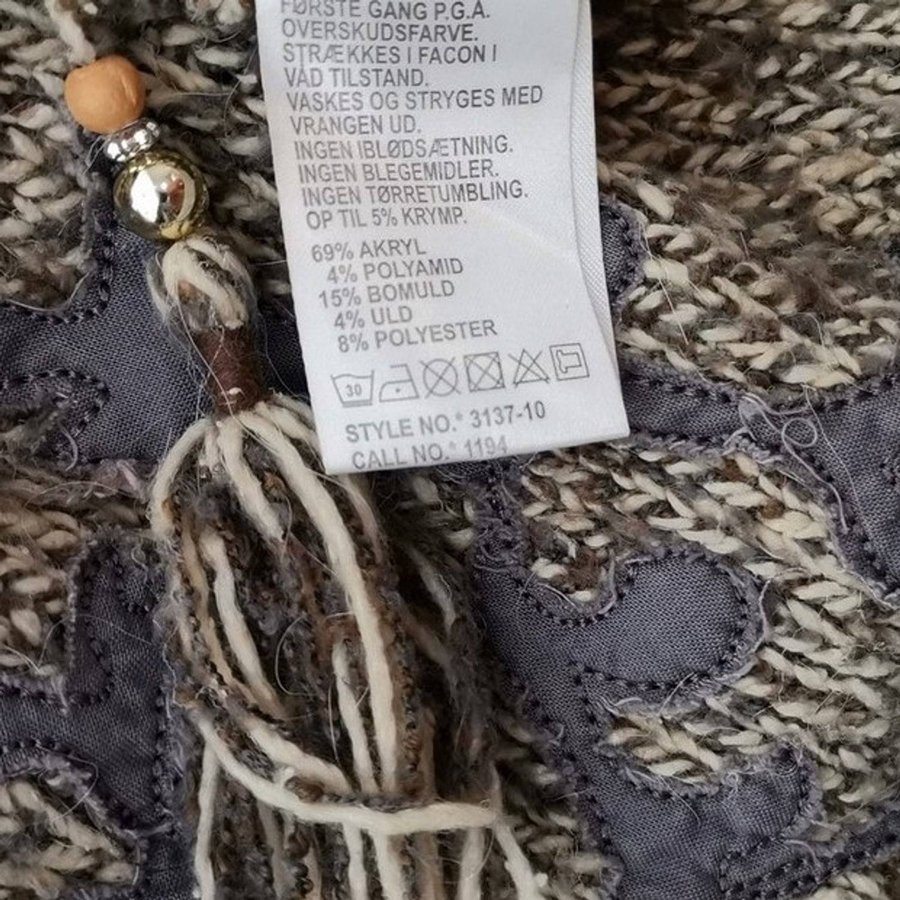 FØRSTE GANG P.G.A.
OVERSKUDSFARVE.
STRÆKKES I FACON I
VÅD TILSTAND.
VASKES OG STRYGES MED
VRANGEN UD.
INGEN IBLØDSÆTNING.
INGEN BLEGEMIDLER.
INGEN TØRRETUMBLING.
OP TIL 5% KRYMP.
69% AKRYL
4% POLYAMID
15% BOMULD
4% ULD
8% POLYESTER
30
STYLE NO.* 3137-10
CALL NO.* 1194